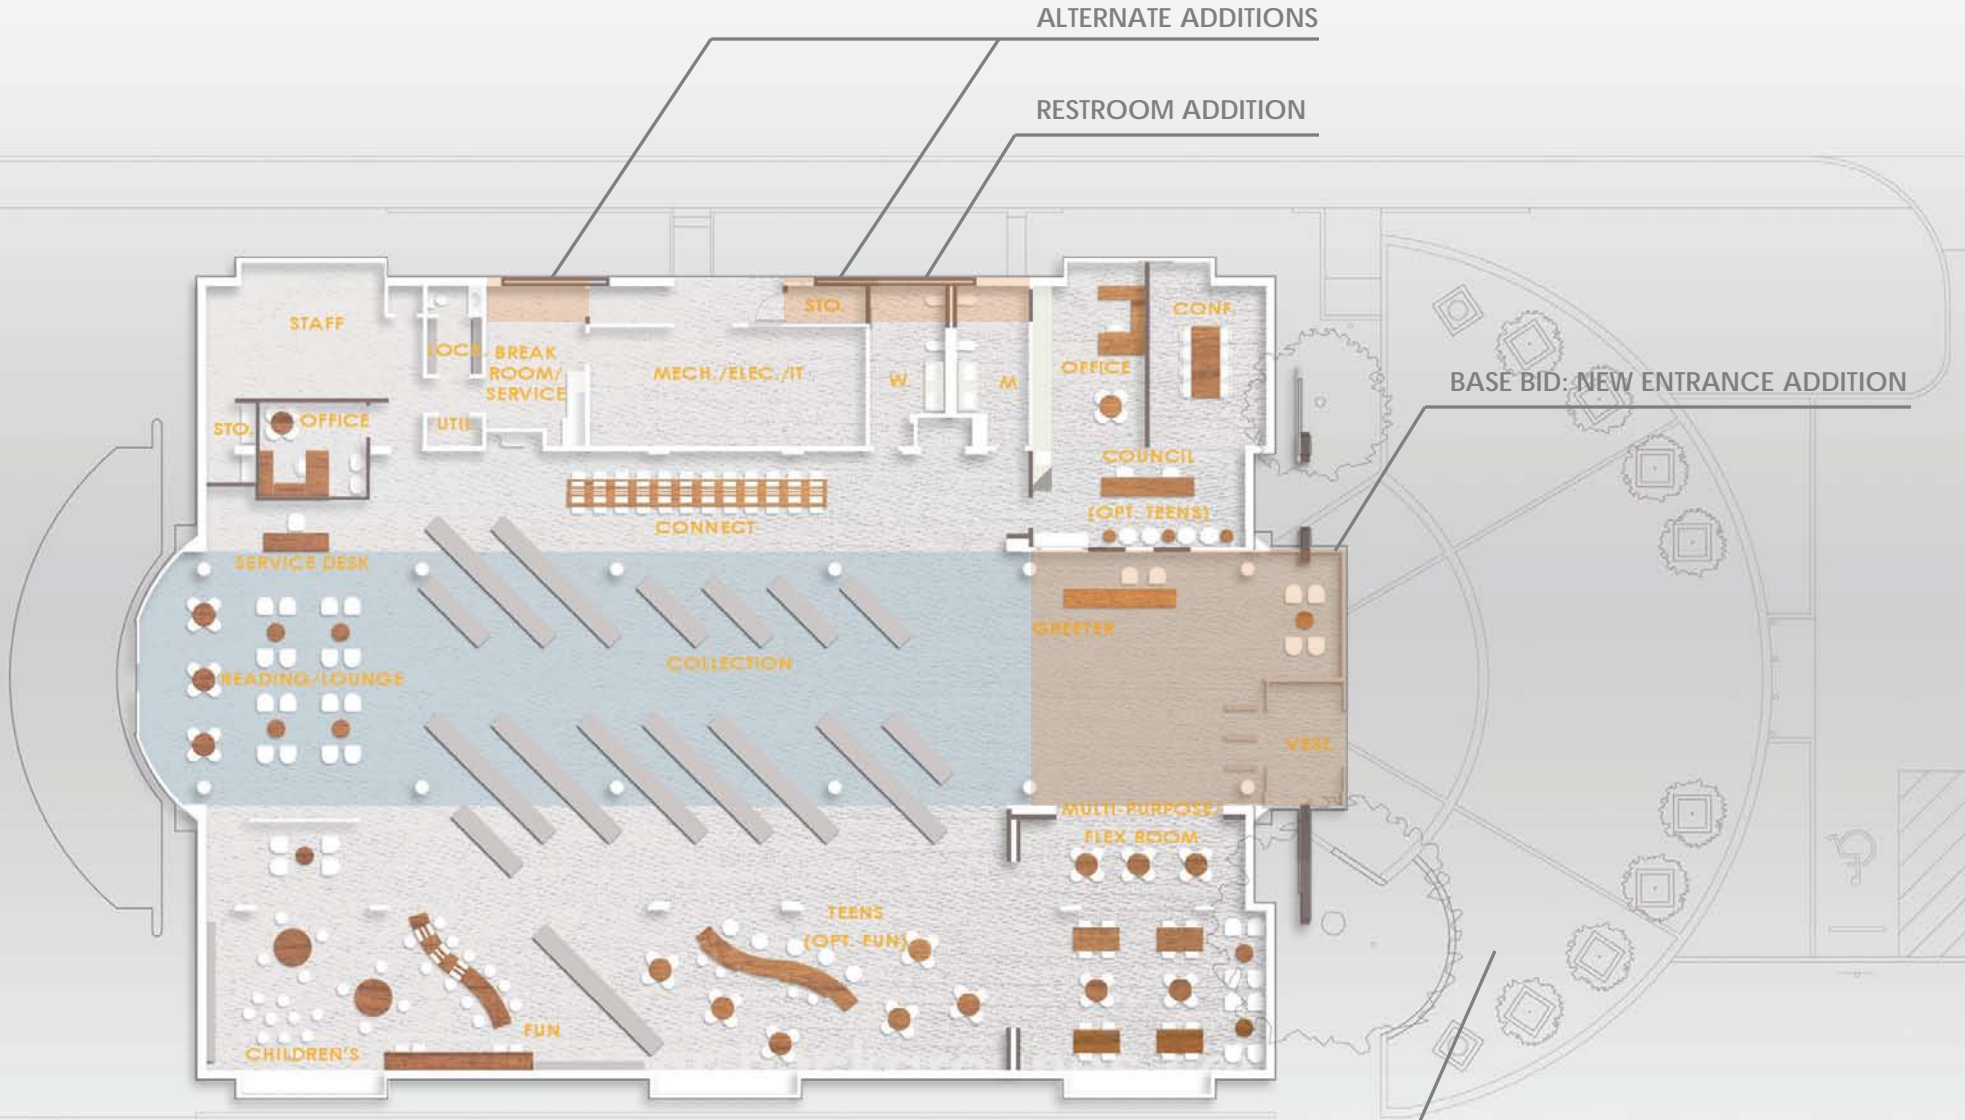 ALTERNATE ADDITIONS
RESTROOM ADDITION
STO.
CONF.
STAFF
LOCK.
BREAK
ROOM/
SERVICE
MECH./ELEC./IT
W.
M
OFFICE
BASE BID: NEW ENTRANCE ADDITION
STO.
OFFICE
UTIL
COUNCIL
(OPT. TEENS)
CONNECT
SERVICE DESK
GREETER
COLLECTION
READING/LOUNGE
VEST.
MULTI-PURPOSE/
FLEX ROOM
TEENS
(OPT. FUN)
FUN
CHILDREN'S